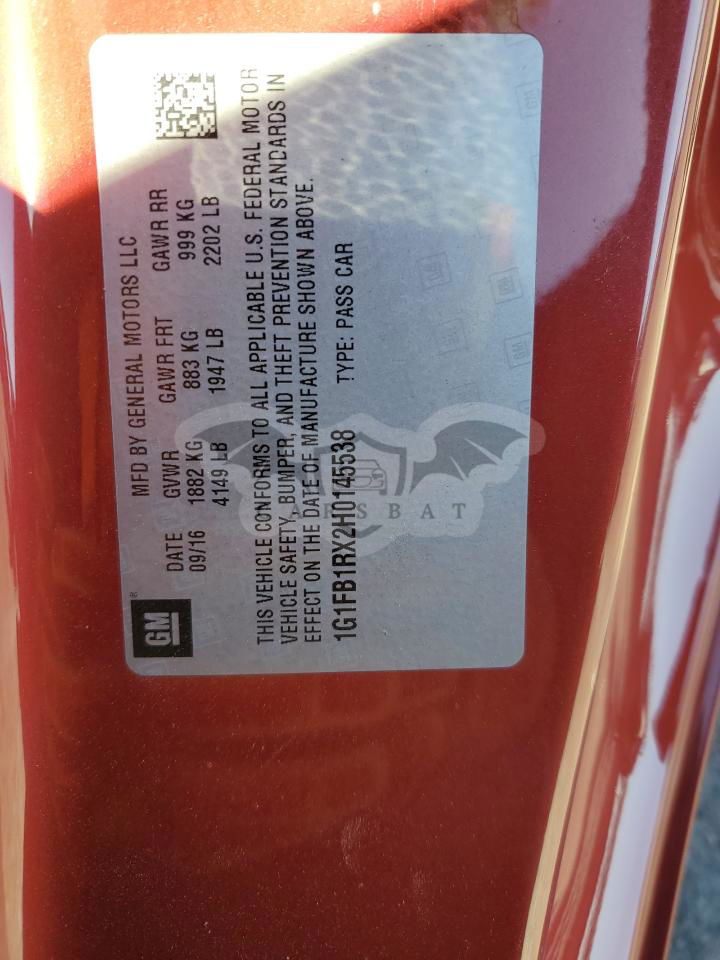 MFD BY GENERAL MOTORS LLC
DATE GVWR GAWR FRT GAWR RR
09/16 1882 KG 883 KG 999 KG
4149 LB 1947 LB 2202 LB
GM
®
THIS VEHICLE CONFORMS TO ALL APPLICABLE U.S. FEDERAL MOTOR
VEHICLE SAFETY, BUMPER, AND THEFT PREVENTION STANDARDS IN
EFFECT ON THE DATE OF MANUFACTURE SHOWN ABOVE.
1G1FB1RX2H0145538 TYPE: PASS CAR
CARSBAT